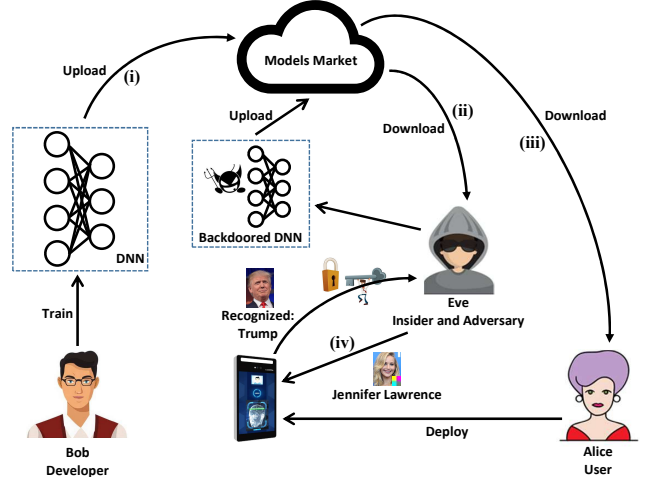 Models Market
Upload
(i)
Upload
(ii)
Download
Download
(iii)
DNN
Backdoored DNN
Train
Recognized:
Trump
Eve
Insider and Adversary
(iv)
Jennifer Lawrence
Deploy
Bob
Developer
Alice
User